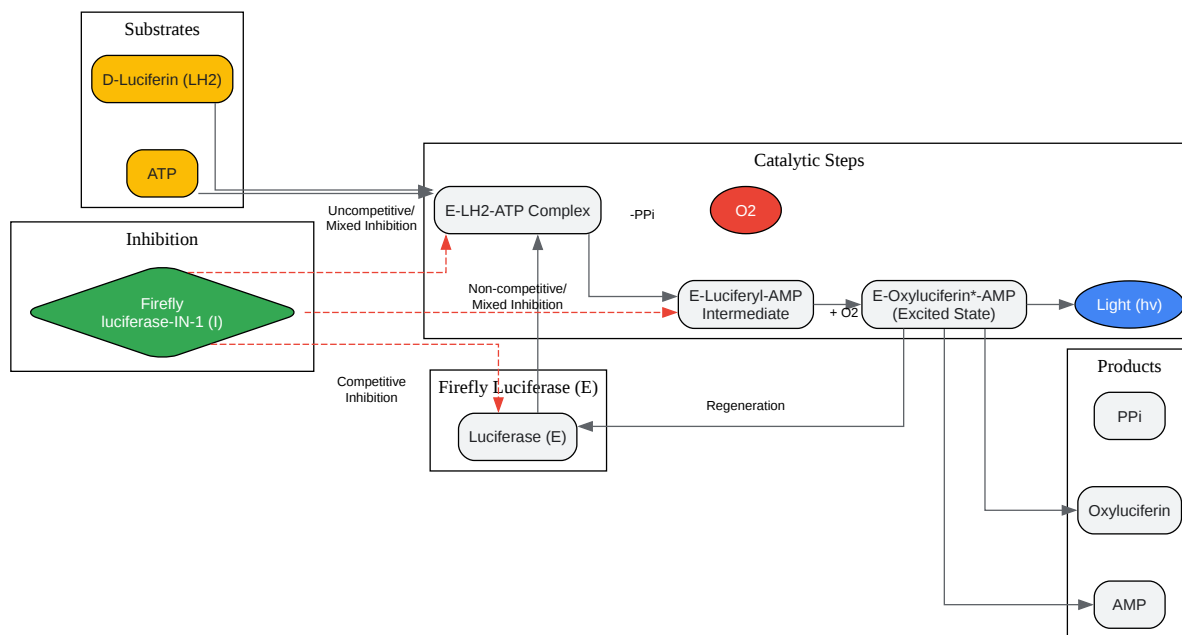 Substrates
D-Luciferin (LH2)
ATP
Catalytic Steps
E-LH2-ATP Complex
-PPi
O2
Uncompetitive/
Mixed Inhibition
Inhibition
Firefly
luciferase-IN-1 (I)
Non-competitive/
Mixed Inhibition
E-Luciferyl-AMP
Intermediate
+ O2
E-Oxyluciferin*-AMP
(Excited State)
Light (hv)
Competitive
Inhibition
Firefly Luciferase (E)
Luciferase (E)
Regeneration
Products
PPi
Oxyluciferin
AMP